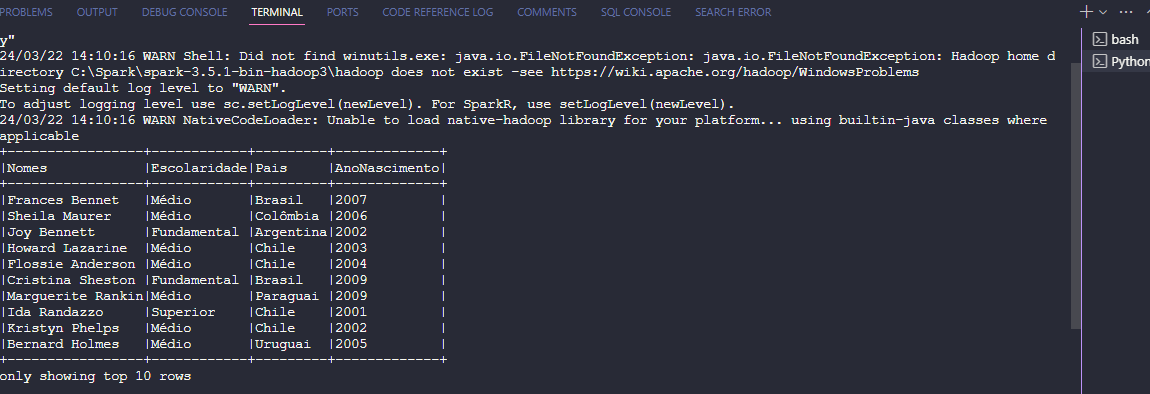 PROBLEMS OUTPUT DEBUG CONSOLE TERMINAL PORTS CODE REFERENCE LOG COMMENTS SQL CONSOLE SEARCH ERROR
y"
24/03/22 14:10:16 WARN Shell: Did not find winutils.exe: java.io.FileNotFoundException: java.io.FileNotFoundException: Hadoop home d
irectory C:\Spark\spark-3.5.1-bin-hadoop3\hadoop does not exist -see https://wiki.apache.org/hadoop/WindowsProblems
Setting default log level to "WARN".
To adjust logging level use sc.setLogLevel(newLevel). For SparkR, use setLogLevel(newLevel).
24/03/22 14:10:16 WARN NativeCodeLoader: Unable to load native-hadoop library for your platform... using builtin-java classes where
applicable
+-----------------+------------+---------+-------------+
|Nomes            |Escolaridade|Pais     |AnoNascimento|
+-----------------+------------+---------+-------------+
|Frances Bennet   |Médio       |Brasil   |2007         |
|Sheila Maurer    |Médio       |Colômbia |2006         |
|Joy Bennett      |Fundamental |Argentina|2002         |
|Howard Lazarine  |Médio       |Chile    |2003         |
|Flossie Anderson |Médio       |Chile    |2004         |
|Cristina Sheston |Fundamental |Brasil   |2009         |
|Marguerite Rankin|Médio       |Paraguai |2009         |
|Ida Randazzo     |Superior    |Chile    |2001         |
|Kristyn Phelps   |Médio       |Chile    |2002         |
|Bernard Holmes   |Médio       |Uruguai  |2005         |
+-----------------+------------+---------+-------------+
only showing top 10 rows
bash
Python